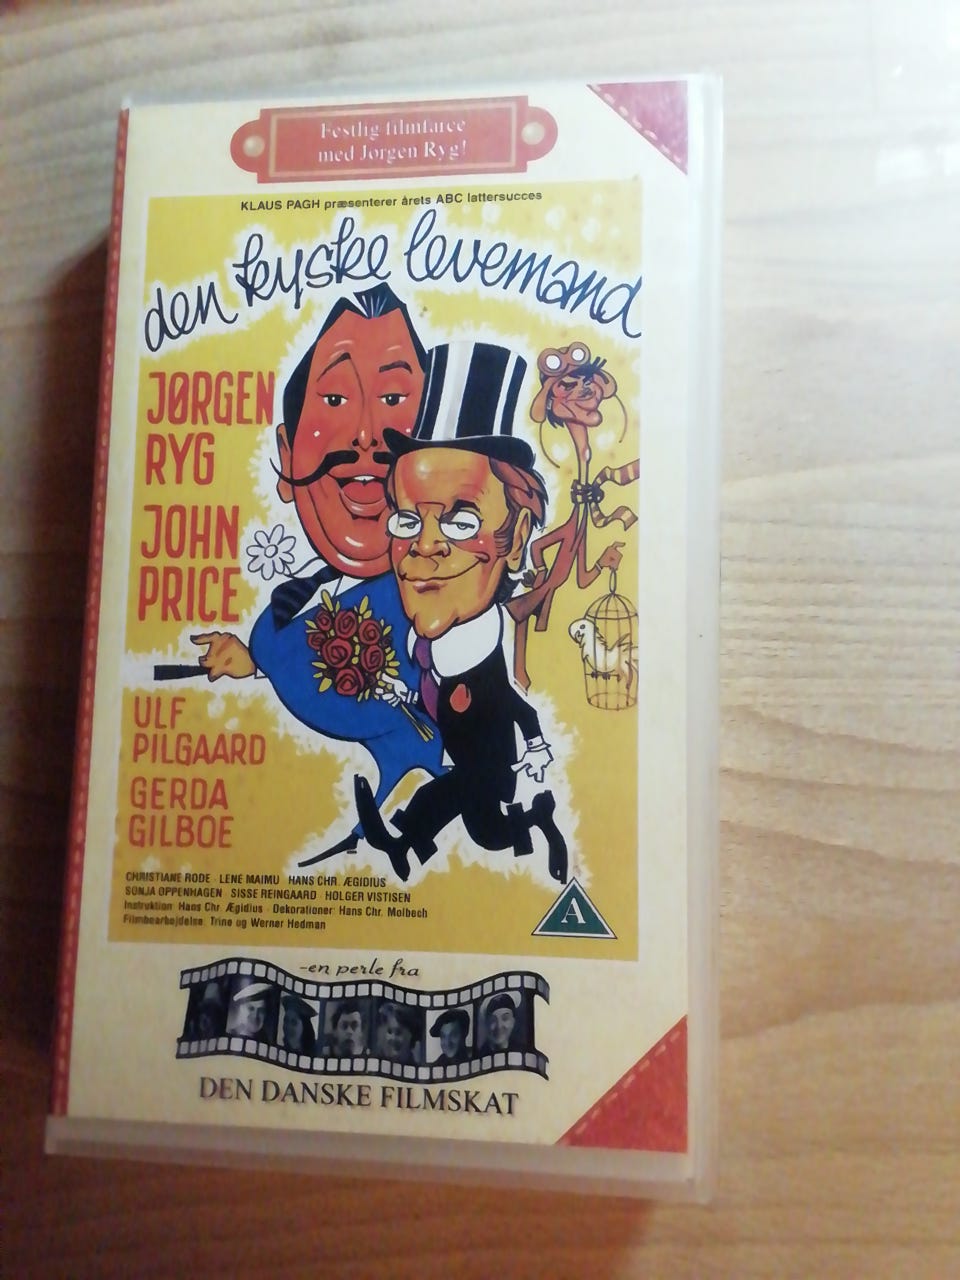 Festlig filmfarce
med Jørgen Ryg!
KLAUS PAGH præsenterer årets ABC lattersucces
den kyske levemand
JØRGEN
RYG
JOHN
PRICE
ULF
PILGAARD
GERDA
GILBOE
CHRISTIANE RODE · LENE MAIMU · HANS CHR. ÆGIDIUS
SONJA OPPENHAGEN · SISSE REINGAARD · HOLGER VISTISEN
Instruktion: Hans Chr. Ægidius · Dekorationer: Hans Chr. Molbech
Filmbearbejdelse: Trine og Werner Hedman
A
-en perle fra
DEN DANSKE FILMSKAT